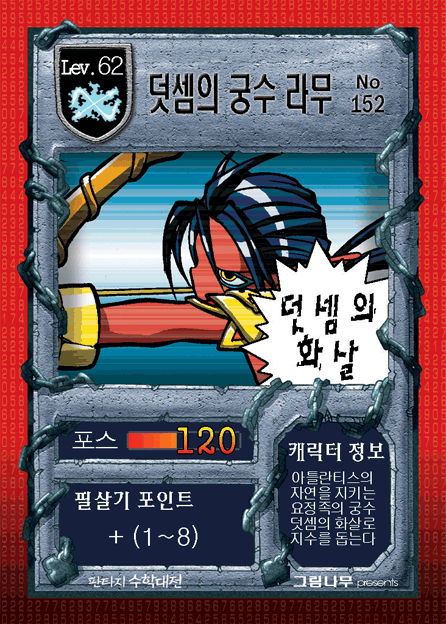 Lev.62
덧셈의 궁수 라무
No
152
덧셈의
화살
포스 120
필살기 포인트
+ (1~8)
캐릭터 정보
아틀란티스의
자연을 지키는
요정족의 궁수
덧셈의 화살로
지수를 돕는다
판타지 수학대전
그림나무 presents